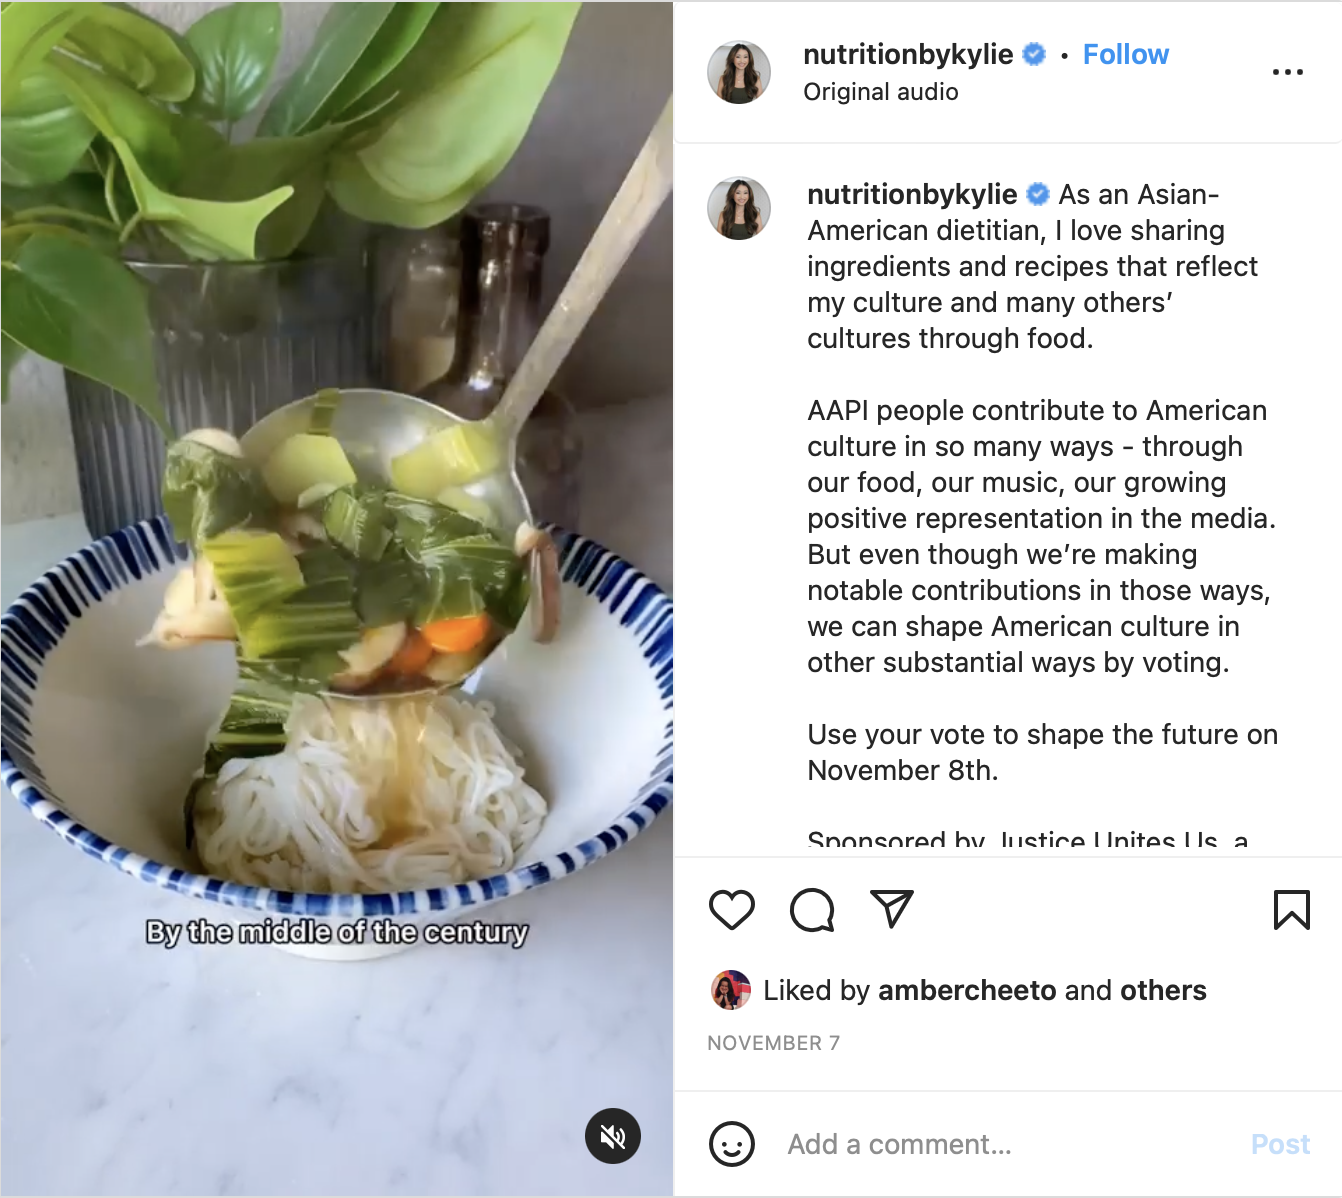 By the middle of the century
nutritionbykylie • Follow
Original audio
nutritionbykylie As an Asian-
American dietitian, I love sharing
ingredients and recipes that reflect
my culture and many others’
cultures through food.
AAPI people contribute to American
culture in so many ways - through
our food, our music, our growing
positive representation in the media.
But even though we’re making
notable contributions in those ways,
we can shape American culture in
other substantial ways by voting.
Use your vote to shape the future on
November 8th.
Sponsored by Justice Unites Us, a
Liked by ambercheeto and others
NOVEMBER 7
Add a comment...
Post